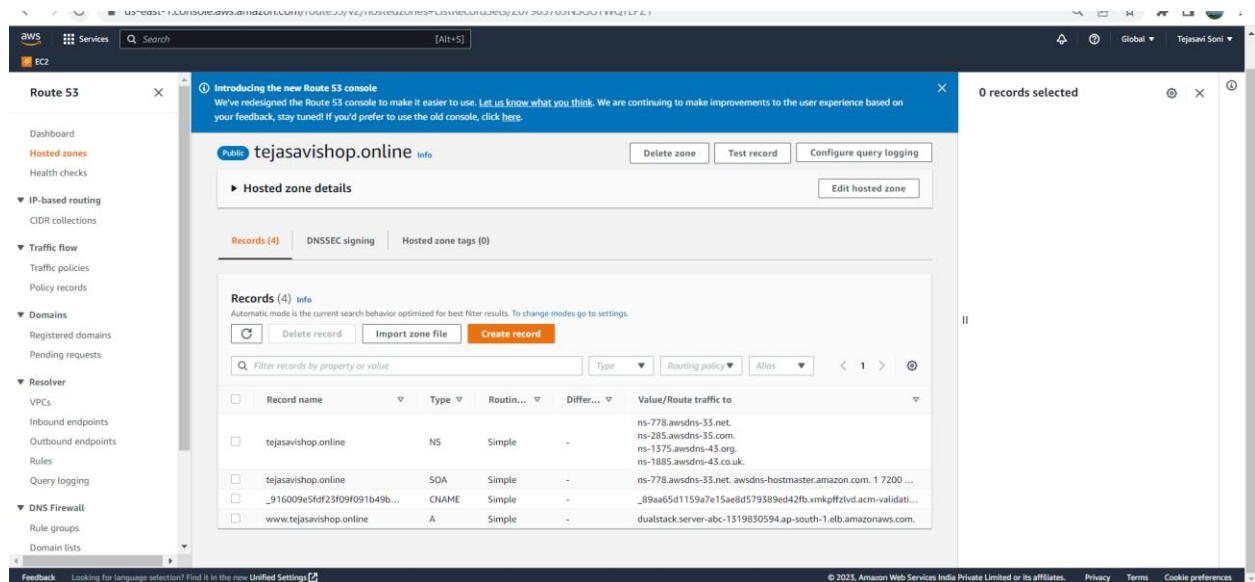 aws Services Search [Alt+S] Global Tejasavi Soni
EC2
Route 53
Dashboard
Hosted zones
Health checks
IP-based routing
CIDR collections
Traffic flow
Traffic policies
Policy records
Domains
Registered domains
Pending requests
Resolver
VPCs
Inbound endpoints
Outbound endpoints
Rules
Query logging
DNS Firewall
Rule groups
Domain lists
Introducing the new Route 53 console
We've redesigned the Route 53 console to make it easier to use. Let us know what you think. We are continuing to make improvements to the user experience based on
your feedback, stay tuned! If you'd prefer to use the old console, click here.
Public tejasavishop.online Info Delete zone Test record Configure query logging
Hosted zone details Edit hosted zone
Records (4) DNSSEC signing Hosted zone tags (0)
Records (4) Info
Automatic mode is the current search behavior optimized for best filter results. To change modes go to settings.
Delete record Import zone file Create record
Filter records by property or value Type Routing policy Alias 1
Record name Type Routin... Differ... Value/Route traffic to
tejasavishop.online NS Simple - ns-778.awsdns-33.net.
ns-285.awsdns-35.com.
ns-1375.awsdns-43.org.
ns-1885.awsdns-43.co.uk.
tejasavishop.online SOA Simple - ns-778.awsdns-33.net. awsdns-hostmaster.amazon.com. 1 7200 ...
_916009e5fdf23f09f091b49b... CNAME Simple - _89aa65d1159a7e15ae8d579389ed42fb.xmkpffzlvd.acm-validati...
www.tejasavishop.online A Simple - dualstack.server-abc-1319830594.ap-south-1.elb.amazonaws.com.
0 records selected
Feedback Looking for language selection? Find it in the new Unified Settings © 2023, Amazon Web Services India Private Limited or its affiliates. Privacy Terms Cookie preferences